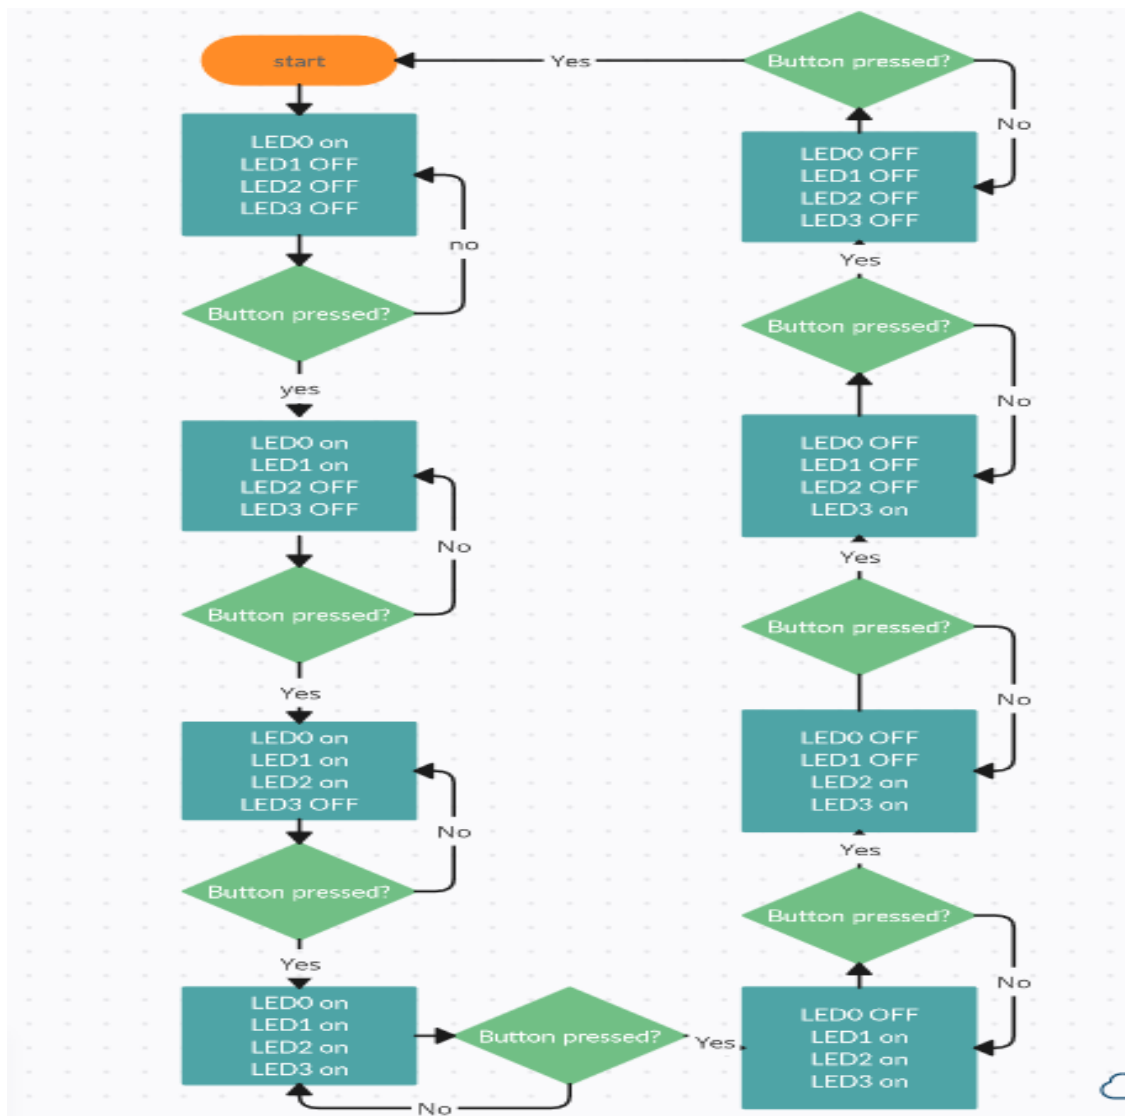 start
LED0 on
LED1 OFF
LED2 OFF
LED3 OFF
no
Button pressed?
yes
LED0 on
LED1 on
LED2 OFF
LED3 OFF
No
Button pressed?
Yes
LED0 on
LED1 on
LED2 on
LED3 OFF
No
Button pressed?
Yes
LED0 on
LED1 on
LED2 on
LED3 on
Button pressed?
No
Yes
LED0 OFF
LED1 on
LED2 on
LED3 on
No
Button pressed?
Yes
LED0 OFF
LED1 OFF
LED2 on
LED3 on
No
Button pressed?
Yes
LED0 OFF
LED1 OFF
LED2 OFF
LED3 on
No
Button pressed?
Yes
LED0 OFF
LED1 OFF
LED2 OFF
LED3 OFF
No
Button pressed?
Yes